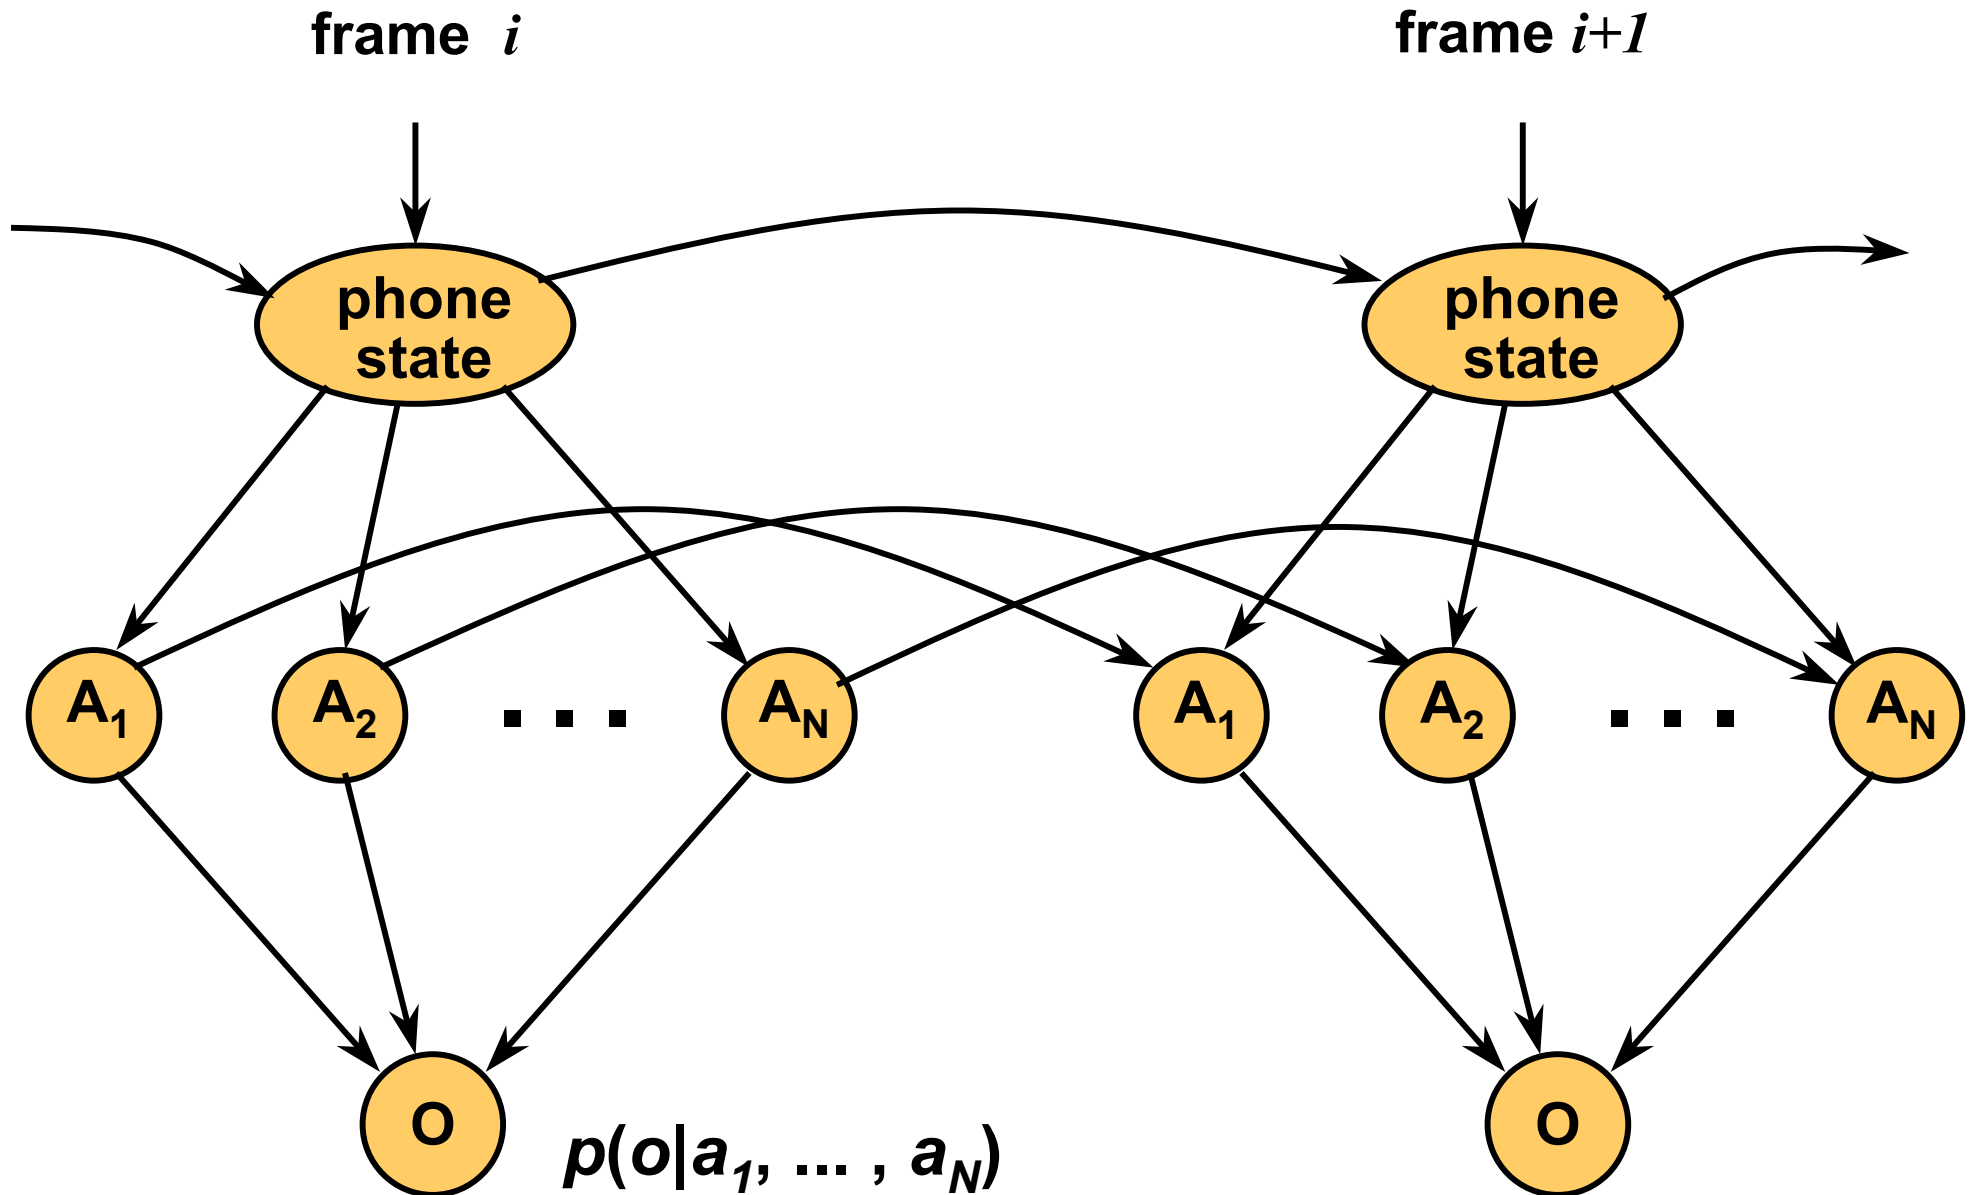 frame i frame i+1
phone phone
state state
A1 A2 ... AN A1 A2 ... AN
O O
p(o|a1, ... , aN)